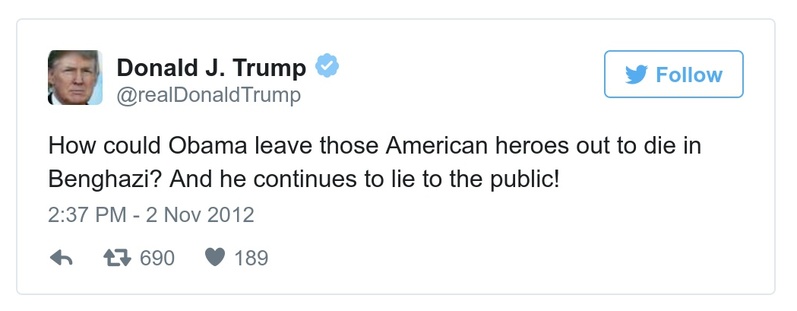 Donald J. Trump
@realDonaldTrump
Follow
How could Obama leave those American heroes out to die in
Benghazi? And he continues to lie to the public!
2:37 PM - 2 Nov 2012
690 189